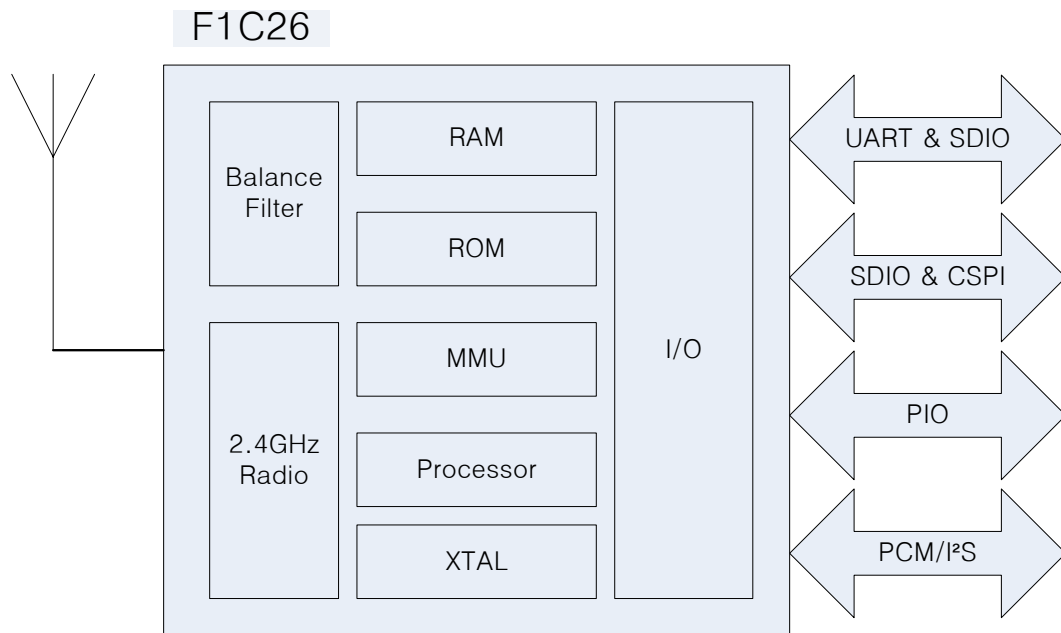 F1C26
Balance
Filter
RAM
ROM
2.4GHz
Radio
MMU
Processor
XTAL
I/O
UART & SDIO
SDIO & CSPI
PIO
PCM/I²S